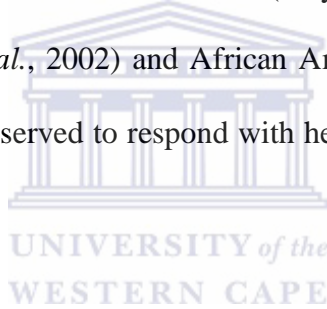 al., 2002) and African Ar
served to respond with he
UNIVERSITY of the
WESTERN CAPE